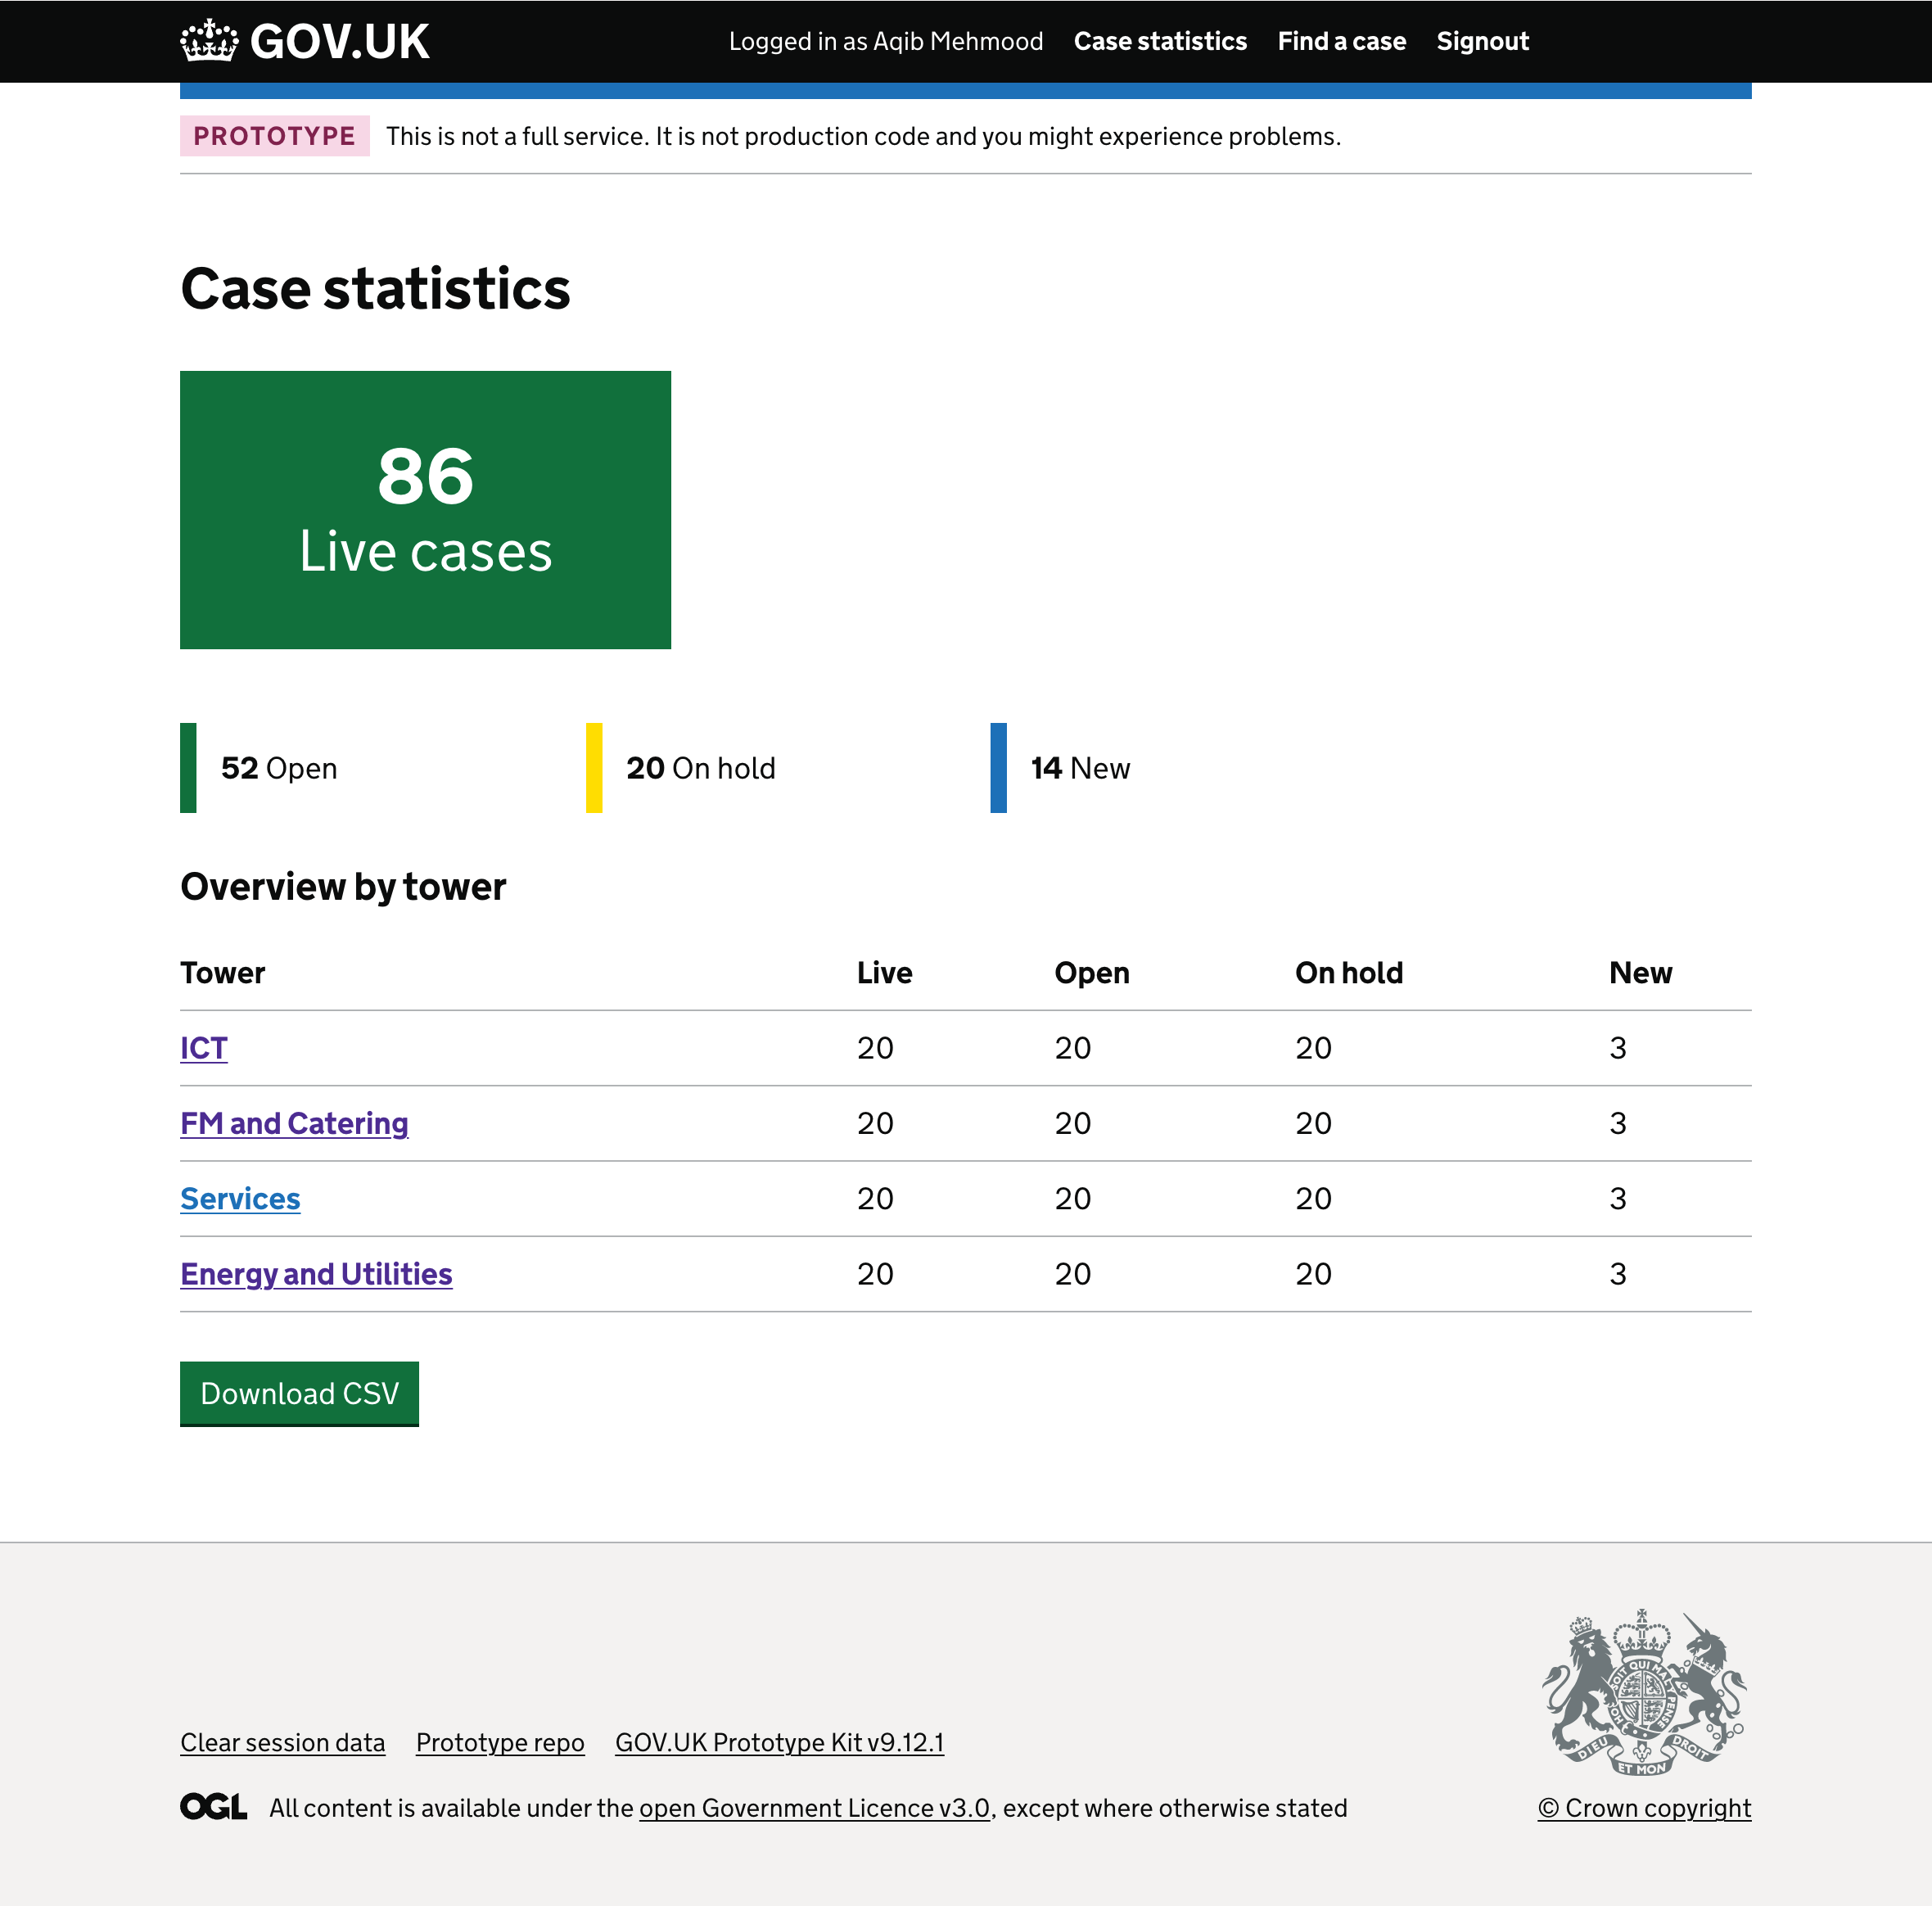 GOV.UK Logged in as Aqib Mehmood Case statistics Find a case Signout
PROTOTYPE This is not a full service. It is not production code and you might experience problems.
Case statistics
86
Live cases
52 Open 20 On hold 14 New
Overview by tower
Tower Live Open On hold New
ICT 20 20 20 3
FM and Catering 20 20 20 3
Services 20 20 20 3
Energy and Utilities 20 20 20 3
Download CSV
DIEU ET MON DROIT
Clear session data Prototype repo GOV.UK Prototype Kit v9.12.1
OGL All content is available under the open Government Licence v3.0, except where otherwise stated © Crown copyright